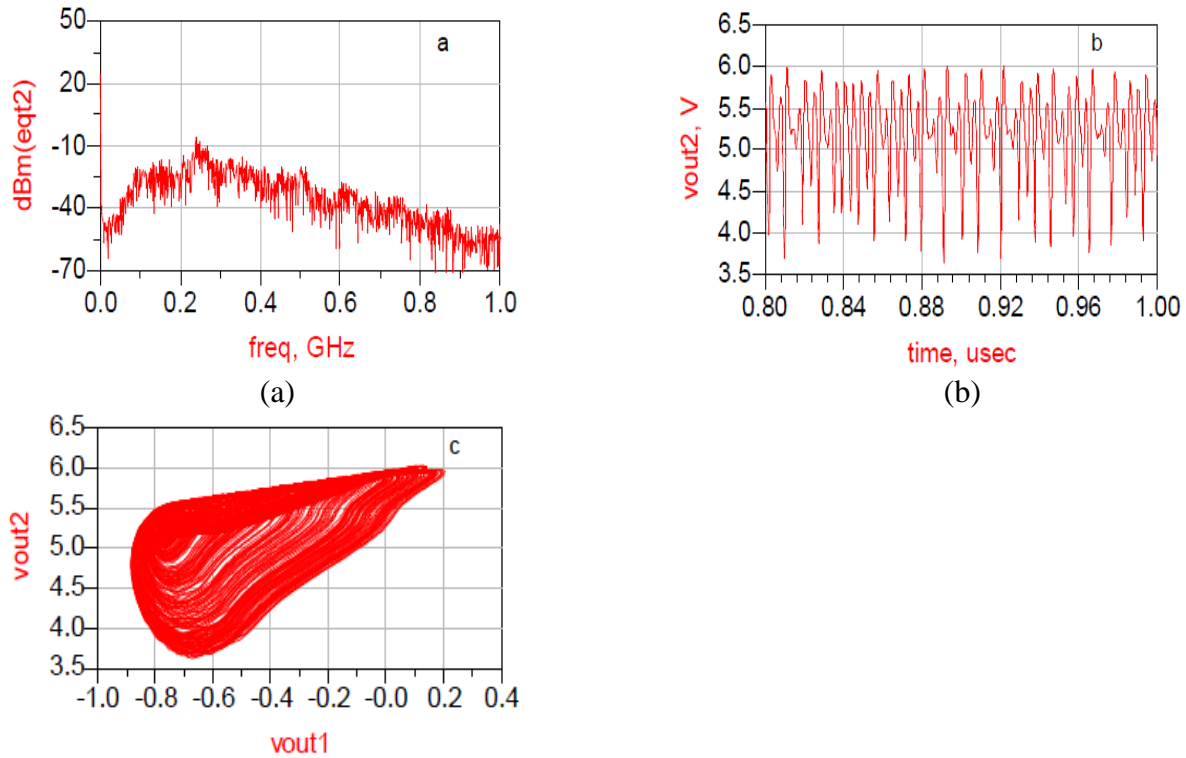 50
20
-10
-40
-70
dBm(eqt2)
a
0.0 0.2 0.4 0.6 0.8 1.0
freq, GHz
(a)
6.5
6.0
5.5
5.0
4.5
4.0
3.5
vout2, V
b
0.80 0.84 0.88 0.92 0.96 1.00
time, usec
(b)
6.5
6.0
5.5
5.0
4.5
4.0
3.5
vout2
c
-1.0 -0.8 -0.6 -0.4 -0.2 -0.0 0.2 0.4
vout1